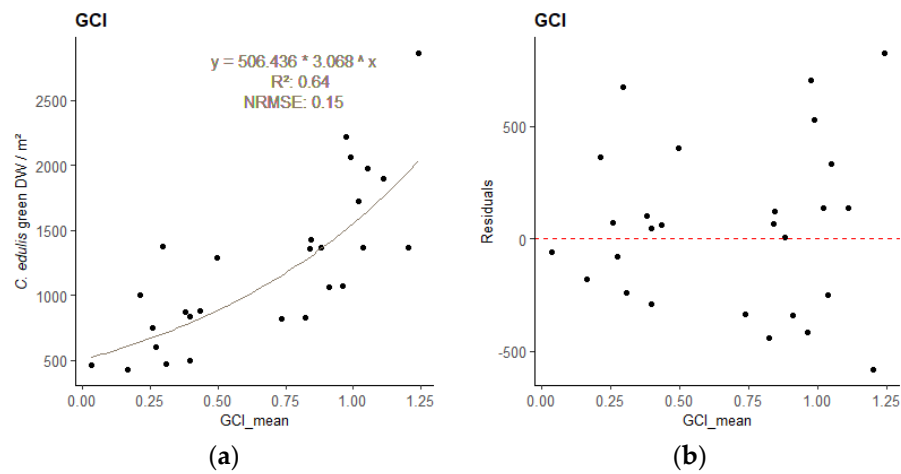 GCI
y = 506.436 * 3.068 ^ x
R²: 0.64
NRMSE: 0.15
C. edulis green DW / m²
2500
2000
1500
1000
500
0.00 0.25 0.50 0.75 1.00 1.25
GCI_mean
(a)
GCI
Residuals
500
0
-500
0.00 0.25 0.50 0.75 1.00 1.25
GCI_mean
(b)